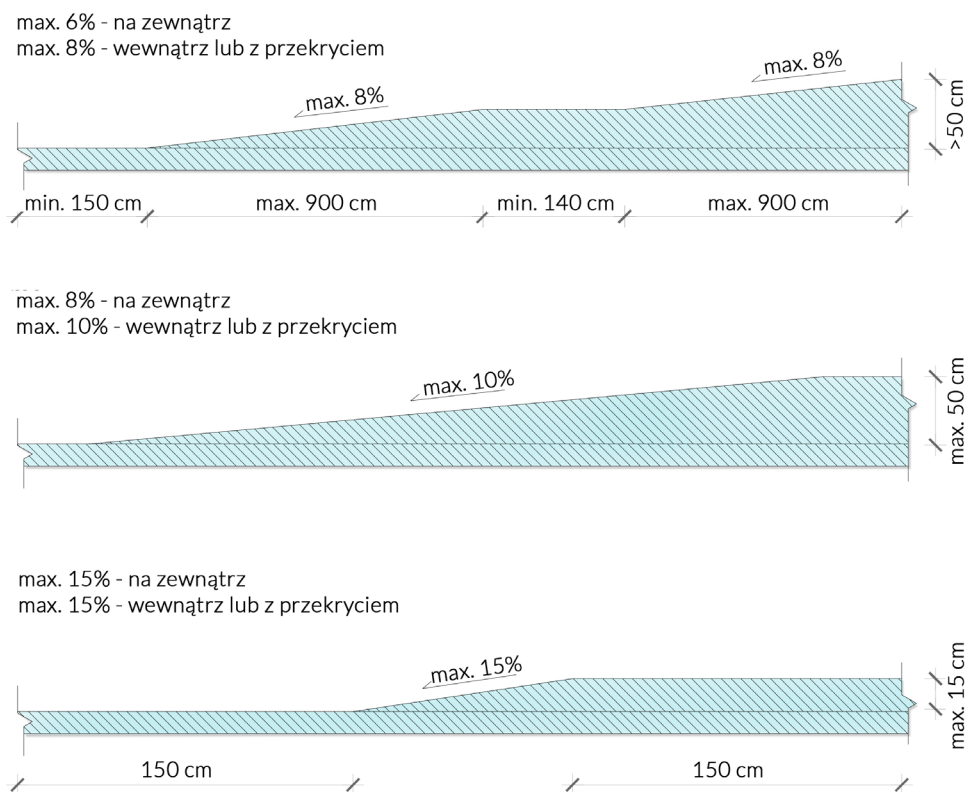 max. 6% - na zewnątrz
max. 8% - wewnątrz lub z przekryciem
max. 8%
max. 8%
>50 cm
min. 150 cm
max. 900 cm
min. 140 cm
max. 900 cm
max. 8% - na zewnątrz
max. 10% - wewnątrz lub z przekryciem
max. 10%
max. 50 cm
max. 15% - na zewnątrz
max. 15% - wewnątrz lub z przekryciem
max. 15%
max. 15 cm
150 cm
150 cm